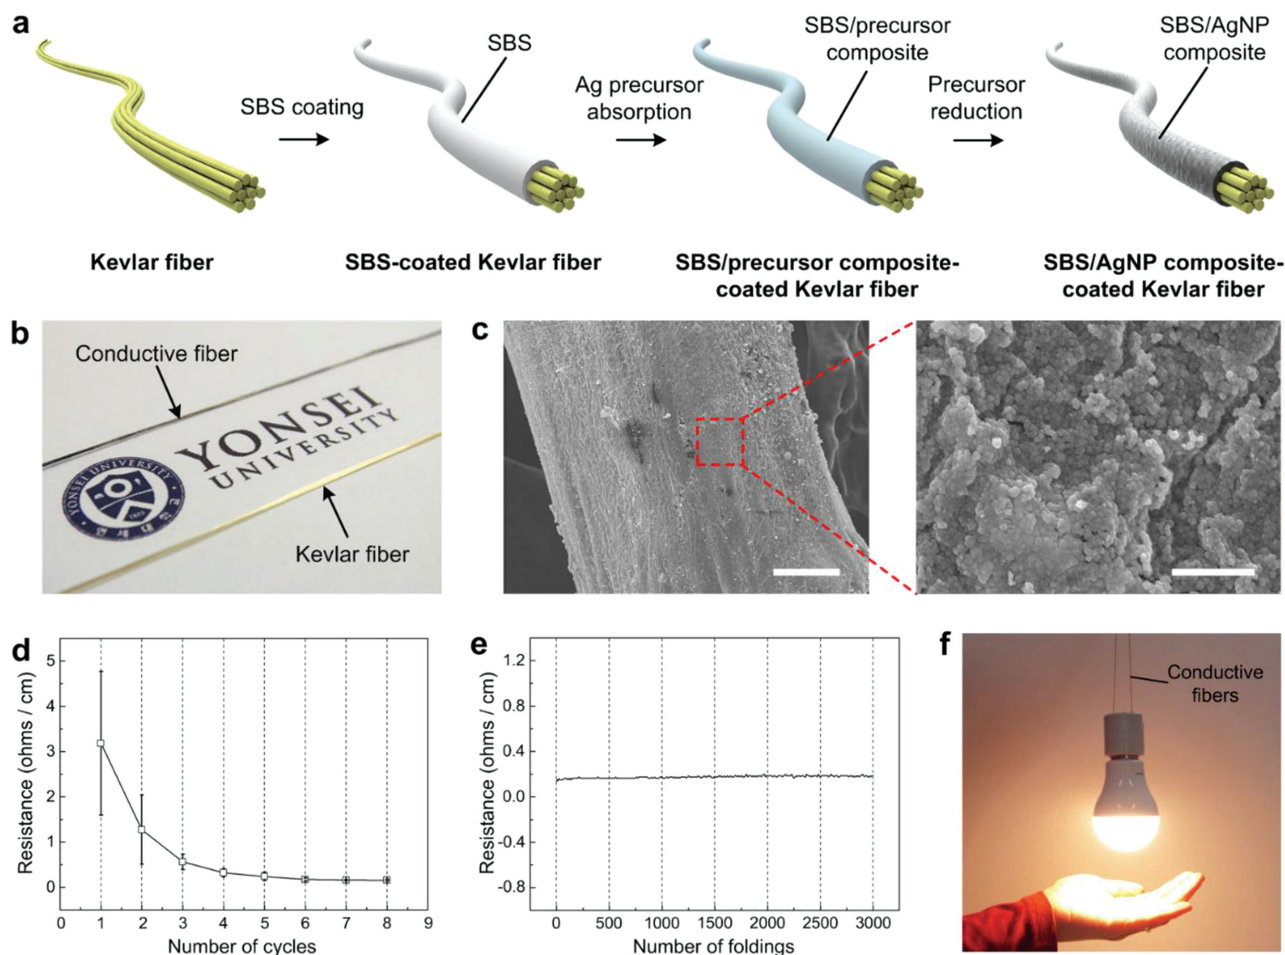 a
SBS coating
SBS
Ag precursor
absorption
SBS/precursor
composite
Precursor
reduction
SBS/AgNP
composite
Kevlar fiber
SBS-coated Kevlar fiber
SBS/precursor composite-
coated Kevlar fiber
SBS/AgNP composite-
coated Kevlar fiber
b
Conductive fiber
YONSEI
UNIVERSITY
YONSEI UNIVERSITY
Kevlar fiber
c
d
Resistance (ohms / cm)
5
4
3
2
1
0
0 1 2 3 4 5 6 7 8 9
Number of cycles
e
Resistance (ohms / cm)
1.2
0.8
0.4
0.0
-0.4
-0.8
0 500 1000 1500 2000 2500 3000
Number of foldings
f
Conductive
fibers